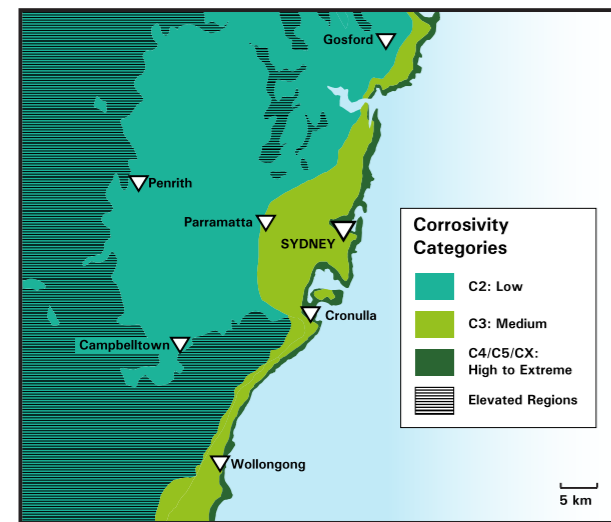 Gosford
Penrith
Parramatta
SYDNEY
Cronulla
Campbelltown
Wollongong
Corrosivity
Categories
C2: Low
C3: Medium
C4/C5/CX:
High to Extreme
Elevated Regions
5 km